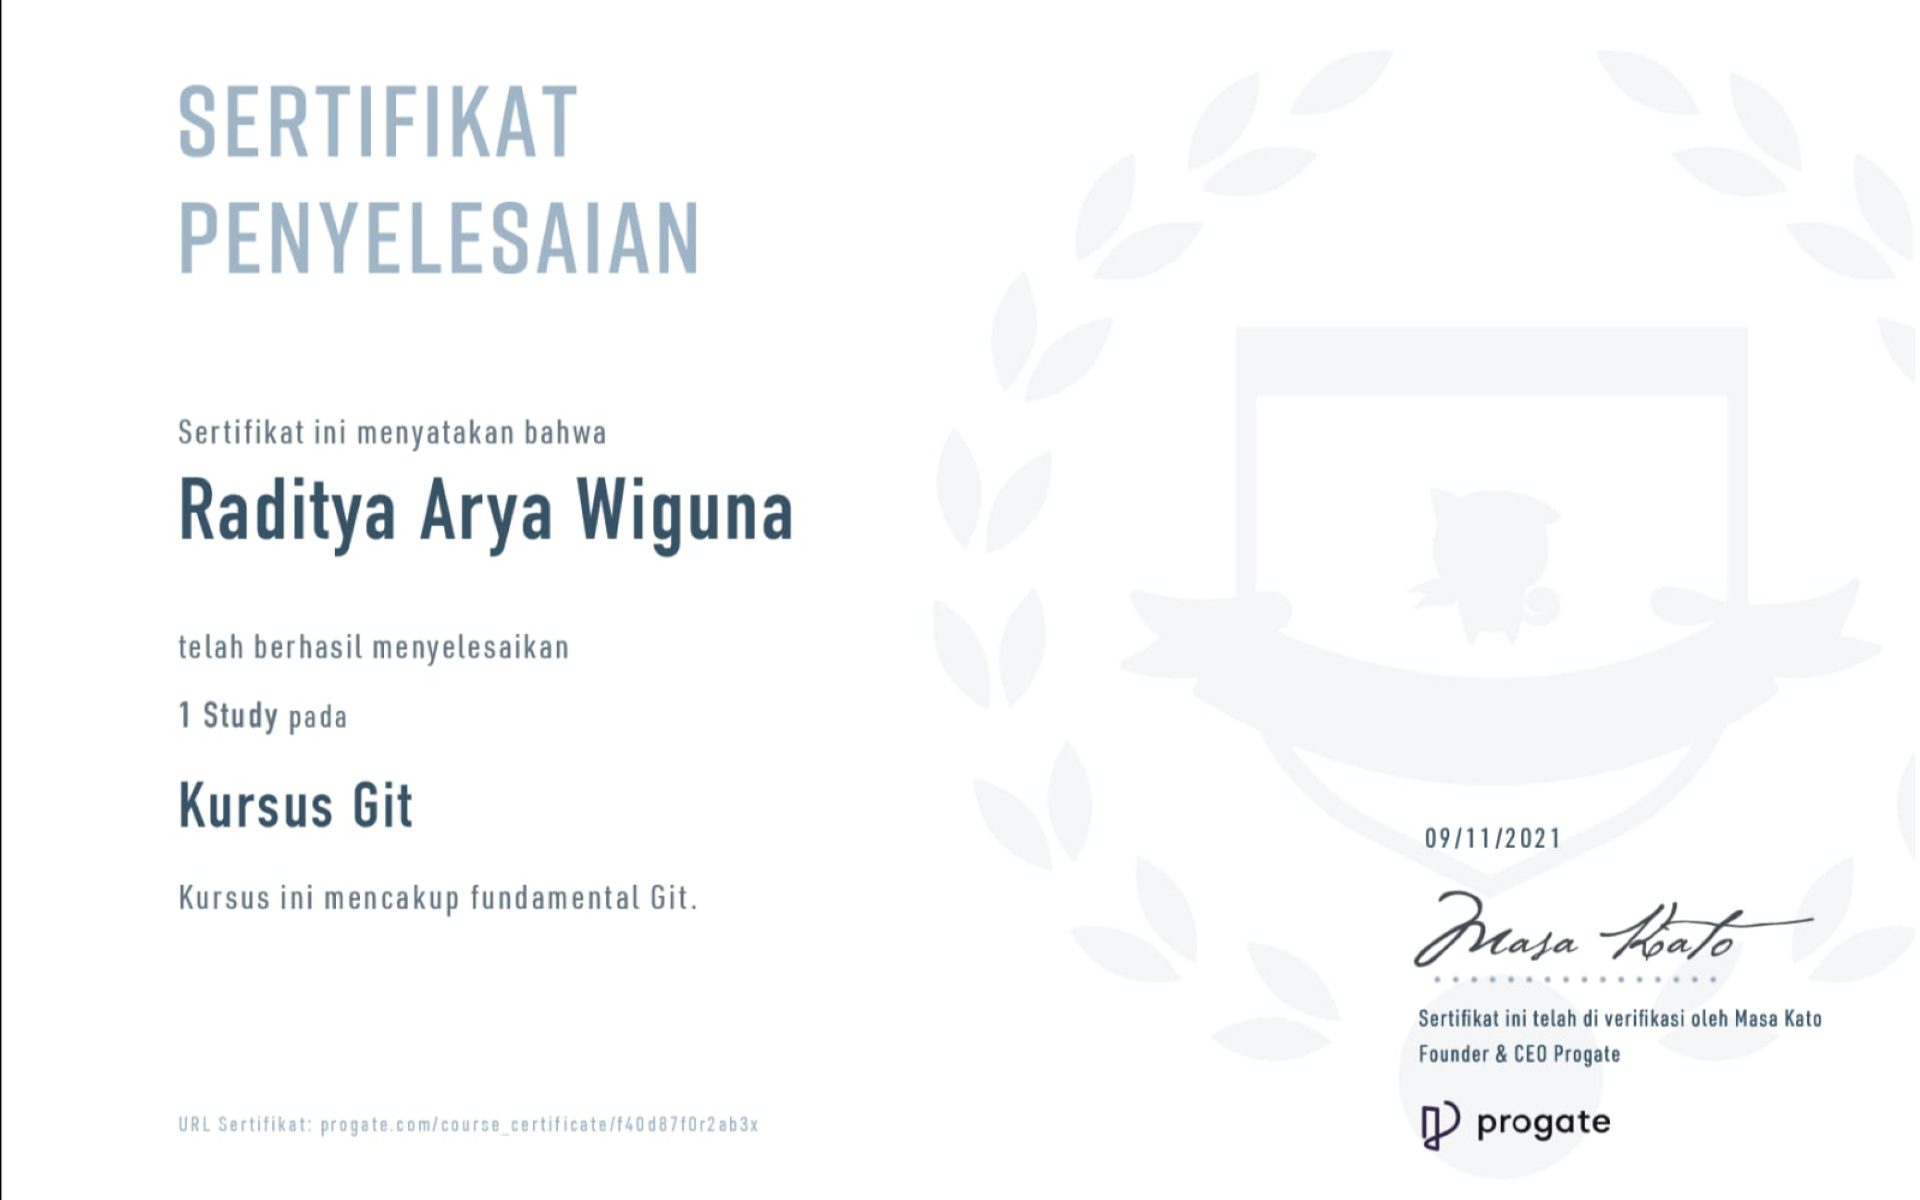 SERTIFIKAT
PENYELESAIAN
Sertifikat ini menyatakan bahwa
Raditya Arya Wiguna
telah berhasil menyelesaikan
1 Study pada
Kursus Git
Kursus ini mencakup fundamental Git.
09/11/2021
Masa Kato
Sertifikat ini telah di verifikasi oleh Masa Kato
Founder & CEO Progate
URL Sertifikat: progate.com/course_certificate/f40d87f0r2ab3x
progate